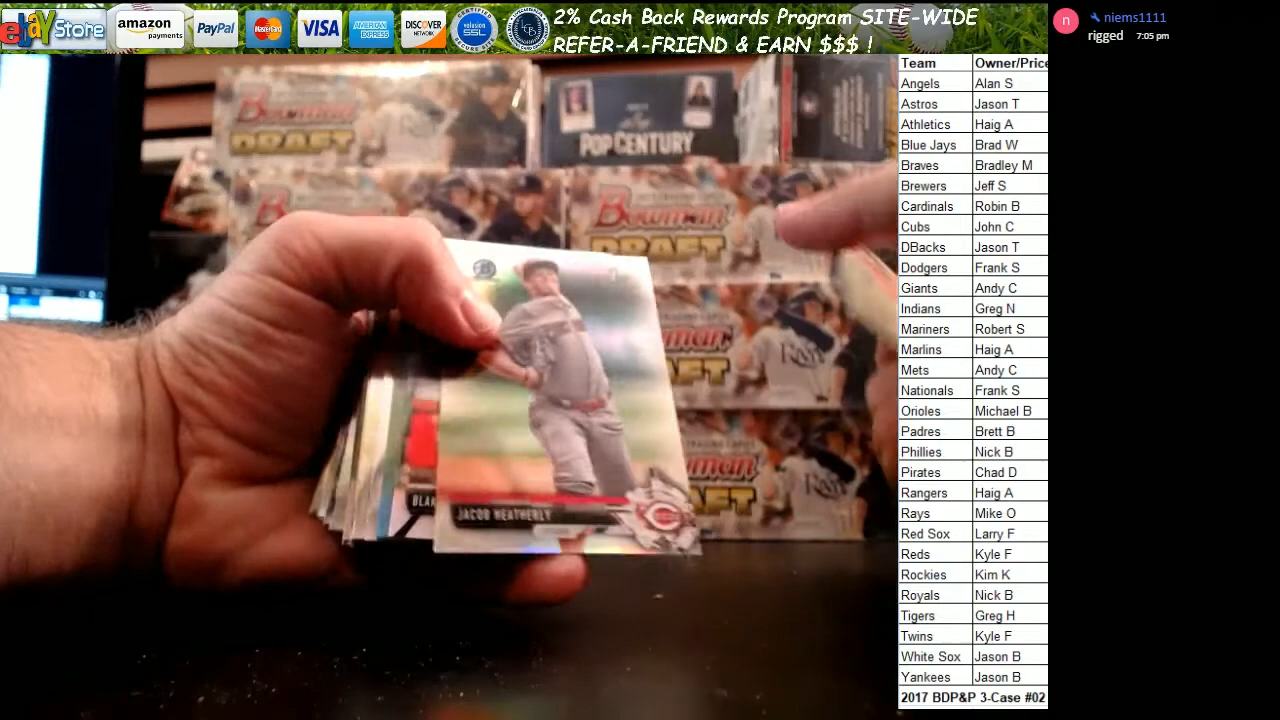 ebay Store
amazon payments
PayPal
MasterCard
VISA
AMERICAN EXPRESS
DISCOVER NETWORK
CERTIFIED
volusion SSL
2% Cash Back Rewards Program SITE-WIDE
REFER-A-FRIEND & EARN $$$ !
niems1111
rigged 7:05 pm
Bowman
DRAFT
POP CENTURY
Bowman
DRAFT
JACOB HEATHERLY
BLA
Team Owner/Price
Angels Alan S
Astros Jason T
Athletics Haig A
Blue Jays Brad W
Braves Bradley M
Brewers Jeff S
Cardinals Robin B
Cubs John C
DBacks Jason T
Dodgers Frank S
Giants Andy C
Indians Greg N
Mariners Robert S
Marlins Haig A
Mets Andy C
Nationals Frank S
Orioles Michael B
Padres Brett B
Phillies Nick B
Pirates Chad D
Rangers Haig A
Rays Mike O
Red Sox Larry F
Reds Kyle F
Rockies Kim K
Royals Nick B
Tigers Greg H
Twins Kyle F
White Sox Jason B
Yankees Jason B
2017 BDP&P 3-Case #02